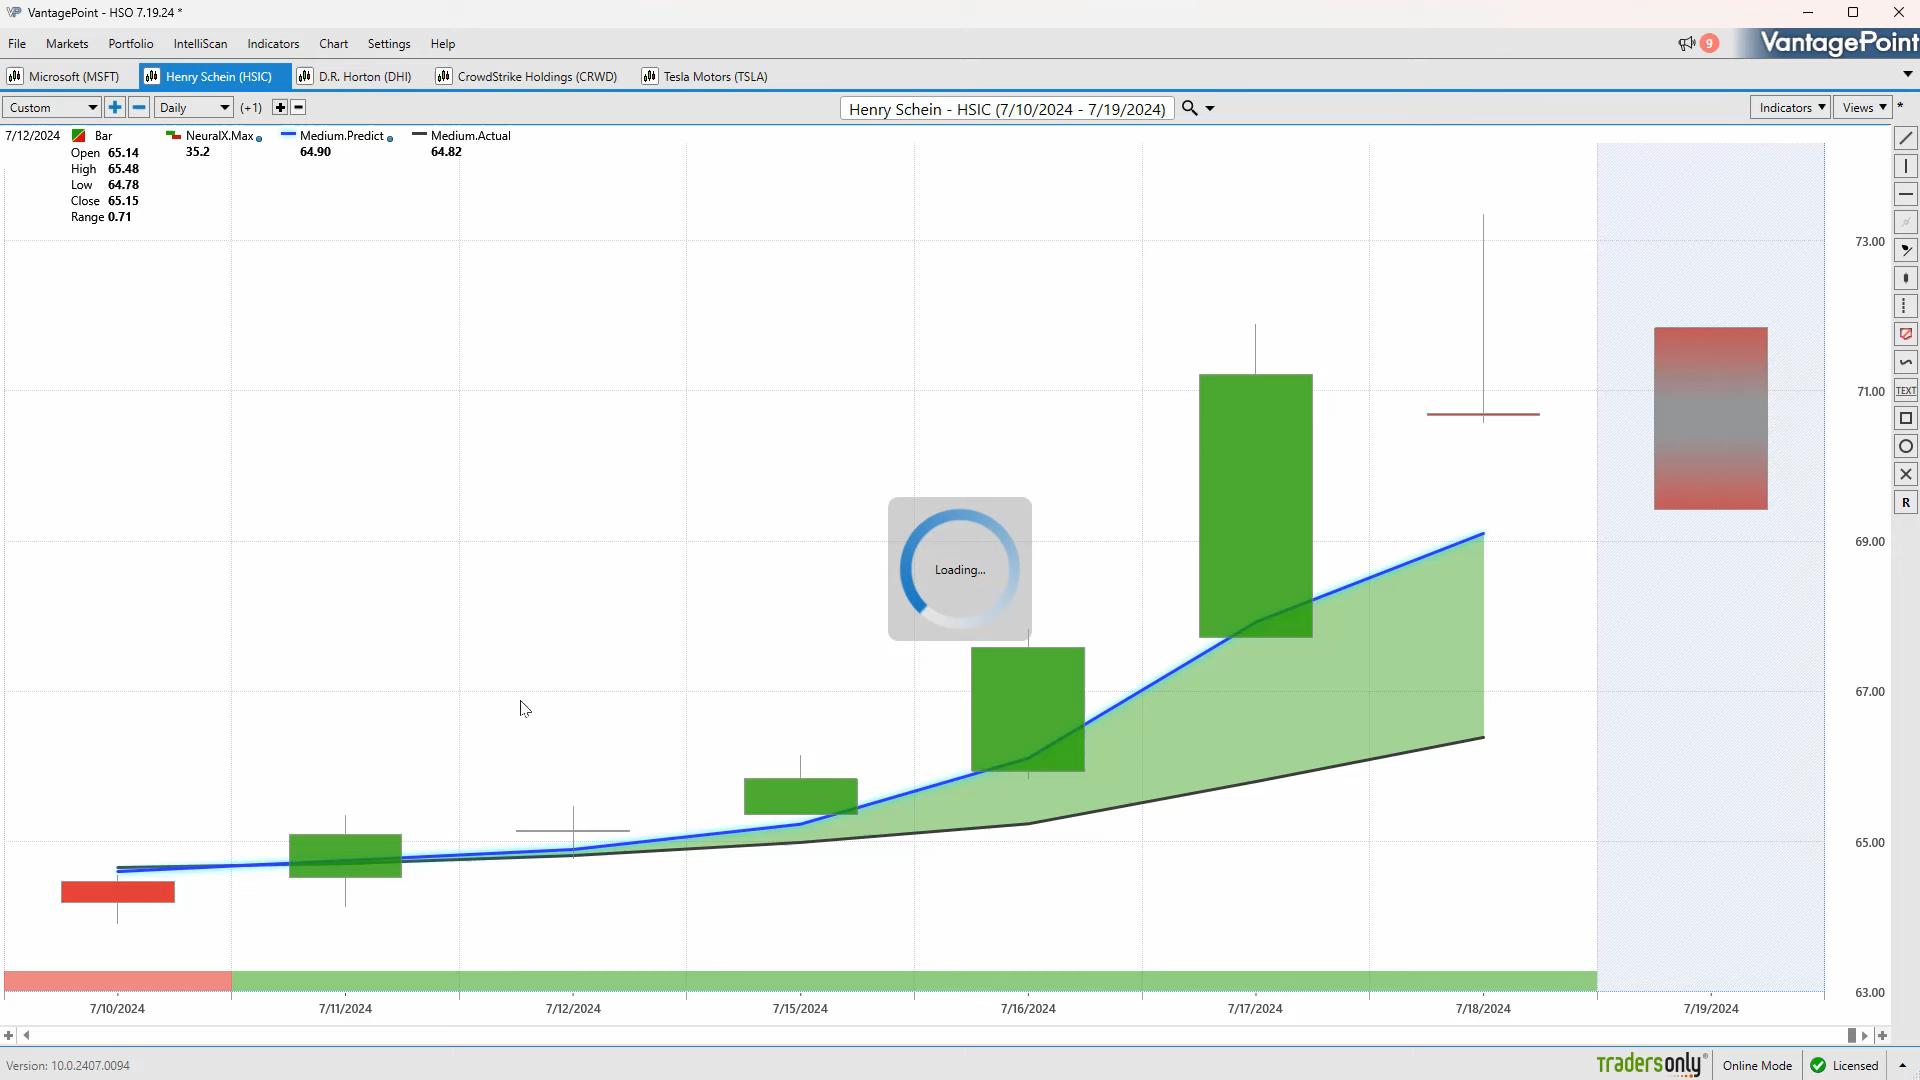 VantagePoint - HSO 7.19.24 *
File Markets Portfolio IntelliScan Indicators Chart Settings Help 9 VantagePoint
Microsoft (MSFT) Henry Schein (HSIC) D.R. Horton (DHI) CrowdStrike Holdings (CRWD) Tesla Motors (TSLA)
Custom Daily (+1) Henry Schein - HSIC (7/10/2024 - 7/19/2024) Indicators Views *
7/12/2024 Bar NeuralX.Max Medium.Predict Medium.Actual
Open 65.14 35.2 64.90 64.82
High 65.48
Low 64.78
Close 65.15
Range 0.71
73.00
71.00
TEXT
R
69.00
Loading...
67.00
65.00
63.00
7/10/2024 7/11/2024 7/12/2024 7/15/2024 7/16/2024 7/17/2024 7/18/2024 7/19/2024
Version: 10.0.2407.0094 tradersonly Online Mode Licensed